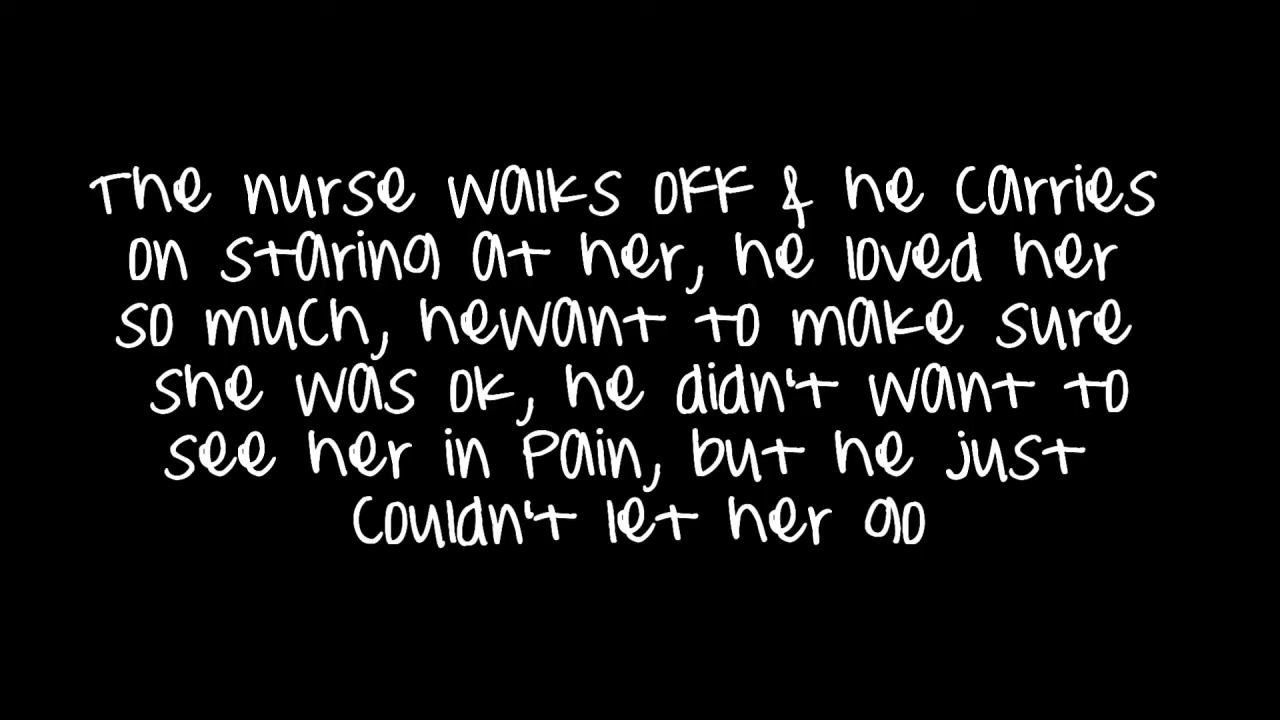 The nurse walks off & he carries
on staring at her, he loved her
so much, hewant to make sure
she was ok, he didn't want to
see her in pain, but he just
couldn't let her go